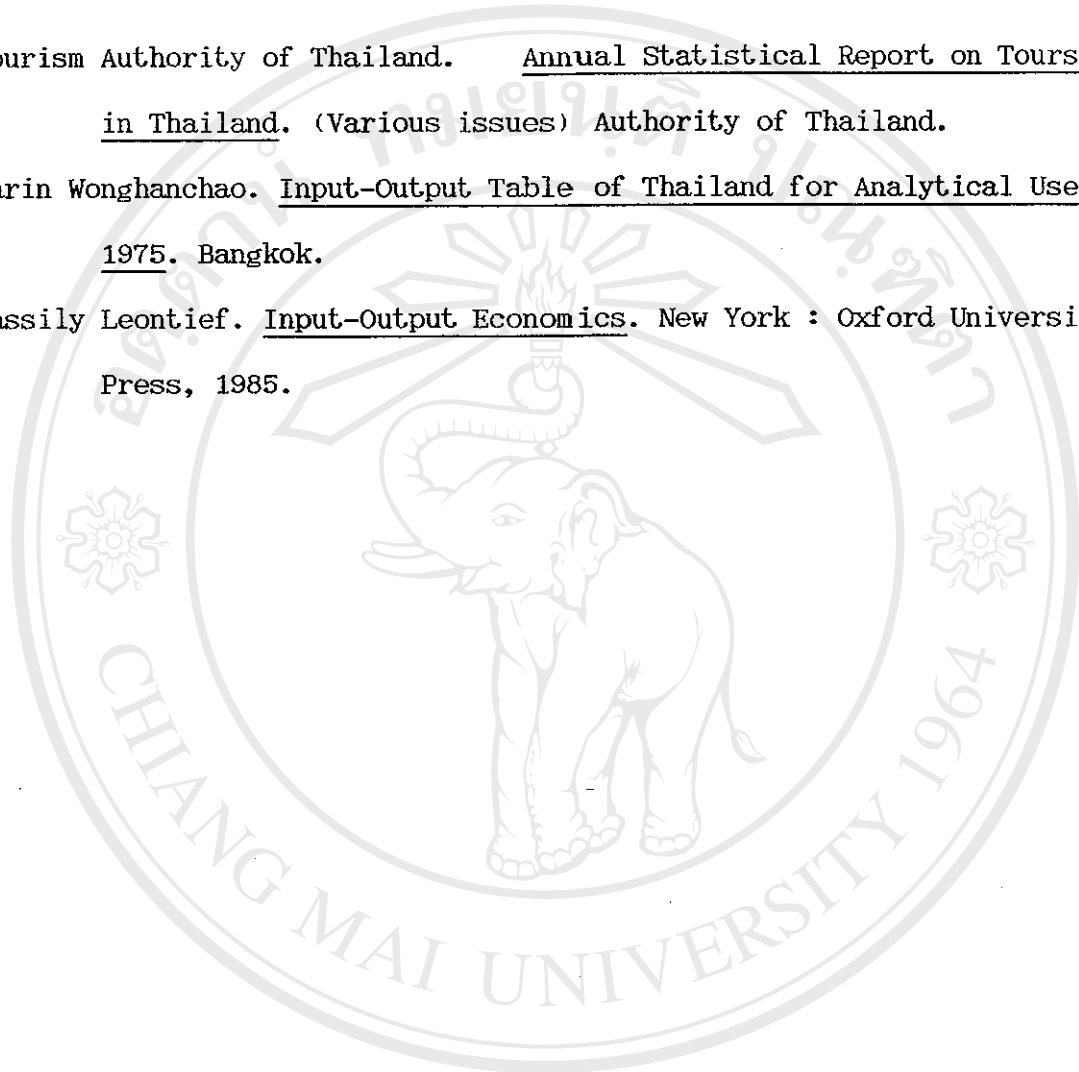 ourism Authority of Thailand. Annual Statistical Report on Tours
in Thailand. (Various issues) Authority of Thailand.
arin Wonghanchao. Input-Output Table of Thailand for Analytical Use
1975. Bangkok.
assily Leontief. Input-Output Economics. New York : Oxford Universi
Press, 1985.
CHIANG MAI UNIVERSITY 1964